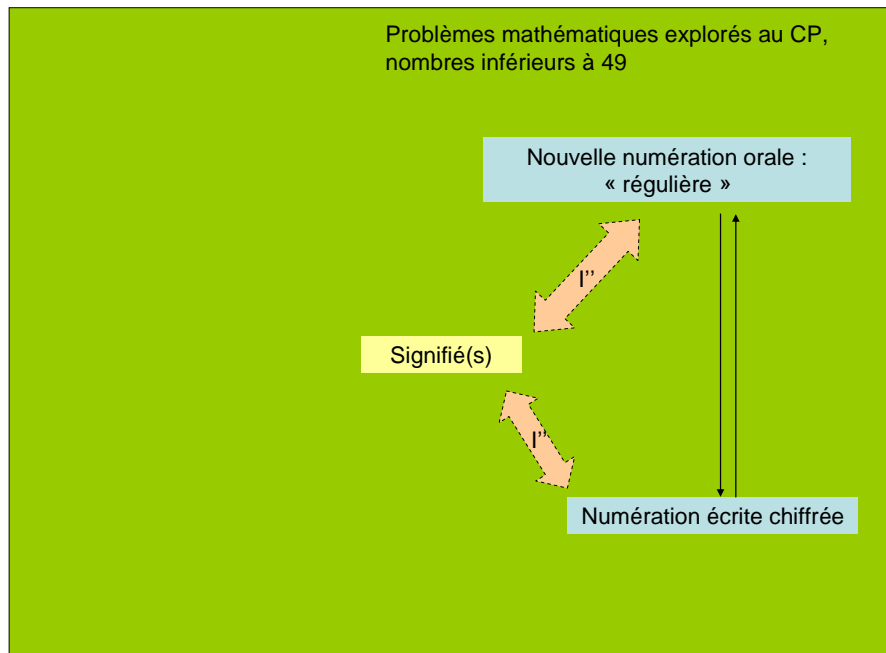 Problèmes mathématiques explorés au CP,
nombres inférieurs à 49
Nouvelle numération orale :
« régulière »
I’’
Signifié(s)
I’’
Numération écrite chiffrée